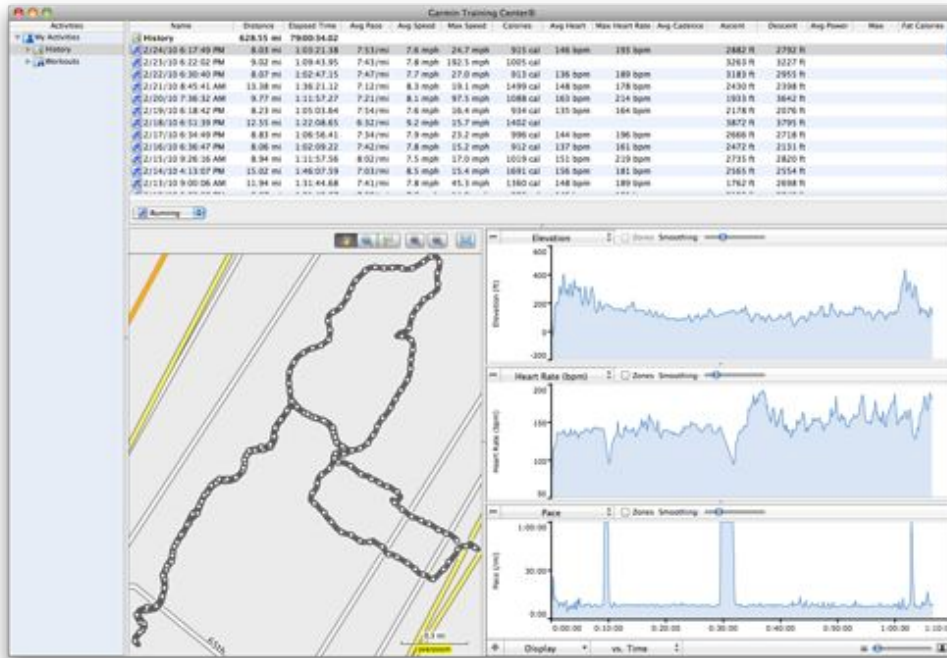 Garmin Training Center®
Activities
My Activities
History
Workouts
Name Distance Elapsed Time Avg Pace Avg Speed Max Speed Calories Avg Heart Max Heart Rate Avg Cadence Ascent Descent Avg Power Max Fat Calories
History 628.55 mi 79:00:34.02
2/24/10 6:17:49 PM 8.03 mi 1:03:21.38 7:53/mi 7.6 mph 24.7 mph 915 cal 146 bpm 193 bpm 2882 ft 2792 ft
2/23/10 6:22:02 PM 9.02 mi 1:09:43.95 7:43/mi 7.8 mph 192.5 mph 1005 cal 3263 ft 3227 ft
2/22/10 6:30:40 PM 8.07 mi 1:02:47.15 7:47/mi 7.7 mph 27.0 mph 913 cal 136 bpm 189 bpm 3183 ft 2955 ft
2/21/10 8:45:41 AM 13.38 mi 1:36:21.12 7:12/mi 8.3 mph 19.1 mph 1499 cal 148 bpm 178 bpm 2430 ft 2398 ft
2/20/10 7:36:32 AM 9.77 mi 1:11:57.27 7:21/mi 8.1 mph 97.5 mph 1088 cal 163 bpm 214 bpm 1933 ft 3642 ft
2/19/10 6:18:42 PM 8.23 mi 1:05:03.64 7:54/mi 7.6 mph 16.4 mph 934 cal 135 bpm 164 bpm 2178 ft 2076 ft
2/18/10 6:51:39 PM 12.55 mi 1:22:08.65 6:32/mi 9.2 mph 15.7 mph 1402 cal 3872 ft 3795 ft
2/17/10 6:34:49 PM 8.83 mi 1:06:56.41 7:34/mi 7.9 mph 23.2 mph 996 cal 144 bpm 196 bpm 2666 ft 2718 ft
2/16/10 6:36:47 PM 8.06 mi 1:02:09.22 7:42/mi 7.8 mph 15.2 mph 912 cal 137 bpm 161 bpm 2472 ft 2131 ft
2/15/10 9:26:16 AM 8.94 mi 1:11:57.56 8:02/mi 7.5 mph 17.0 mph 1019 cal 151 bpm 219 bpm 2735 ft 2820 ft
2/14/10 4:13:07 PM 15.02 mi 1:46:07.59 7:03/mi 8.5 mph 15.4 mph 1691 cal 156 bpm 181 bpm 2565 ft 2554 ft
2/13/10 9:00:06 AM 11.94 mi 1:31:44.68 7:41/mi 7.8 mph 45.3 mph 1360 cal 148 bpm 189 bpm 1762 ft 2698 ft
Running
Elevation Zones Smoothing
Elevation (ft)
600
400
200
0
-200
Heart Rate (bpm) Zones Smoothing
Heart Rate (bpm)
200
150
100
50
Pace Zones Smoothing
Pace (/mi)
1:00:00
30:00
0:00
0:00:00 0:10:00 0:20:00 0:30:00 0:40:00 0:50:00 1:00:00
Display vs. Time
65th
0.3 mi
overzoom